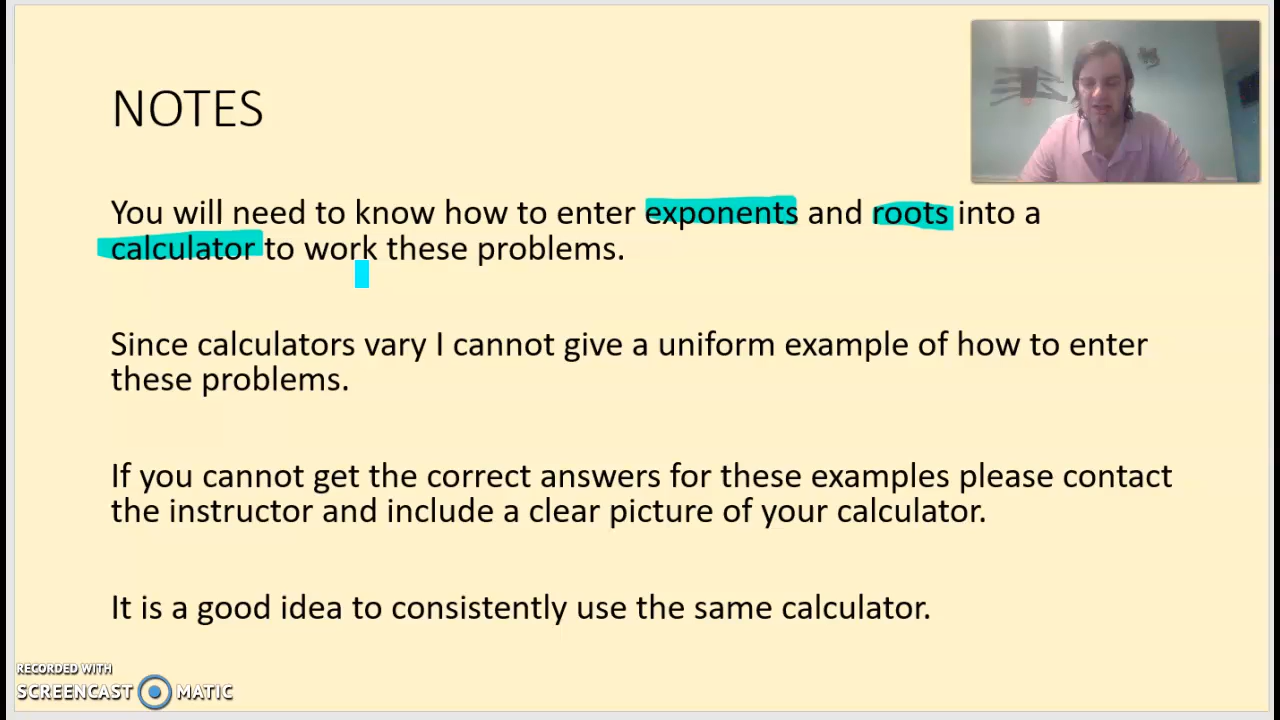 NOTES
You will need to know how to enter exponents and roots into a
calculator to work these problems.
Since calculators vary I cannot give a uniform example of how to enter
these problems.
If you cannot get the correct answers for these examples please contact
the instructor and include a clear picture of your calculator.
It is a good idea to consistently use the same calculator.
RECORDED WITH
SCREENCAST MATIC